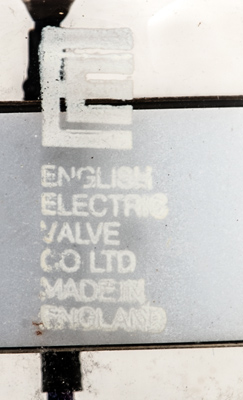 ENGLISH
ELECTRIC
VALVE
CO LTD
MADE IN
ENGLAND